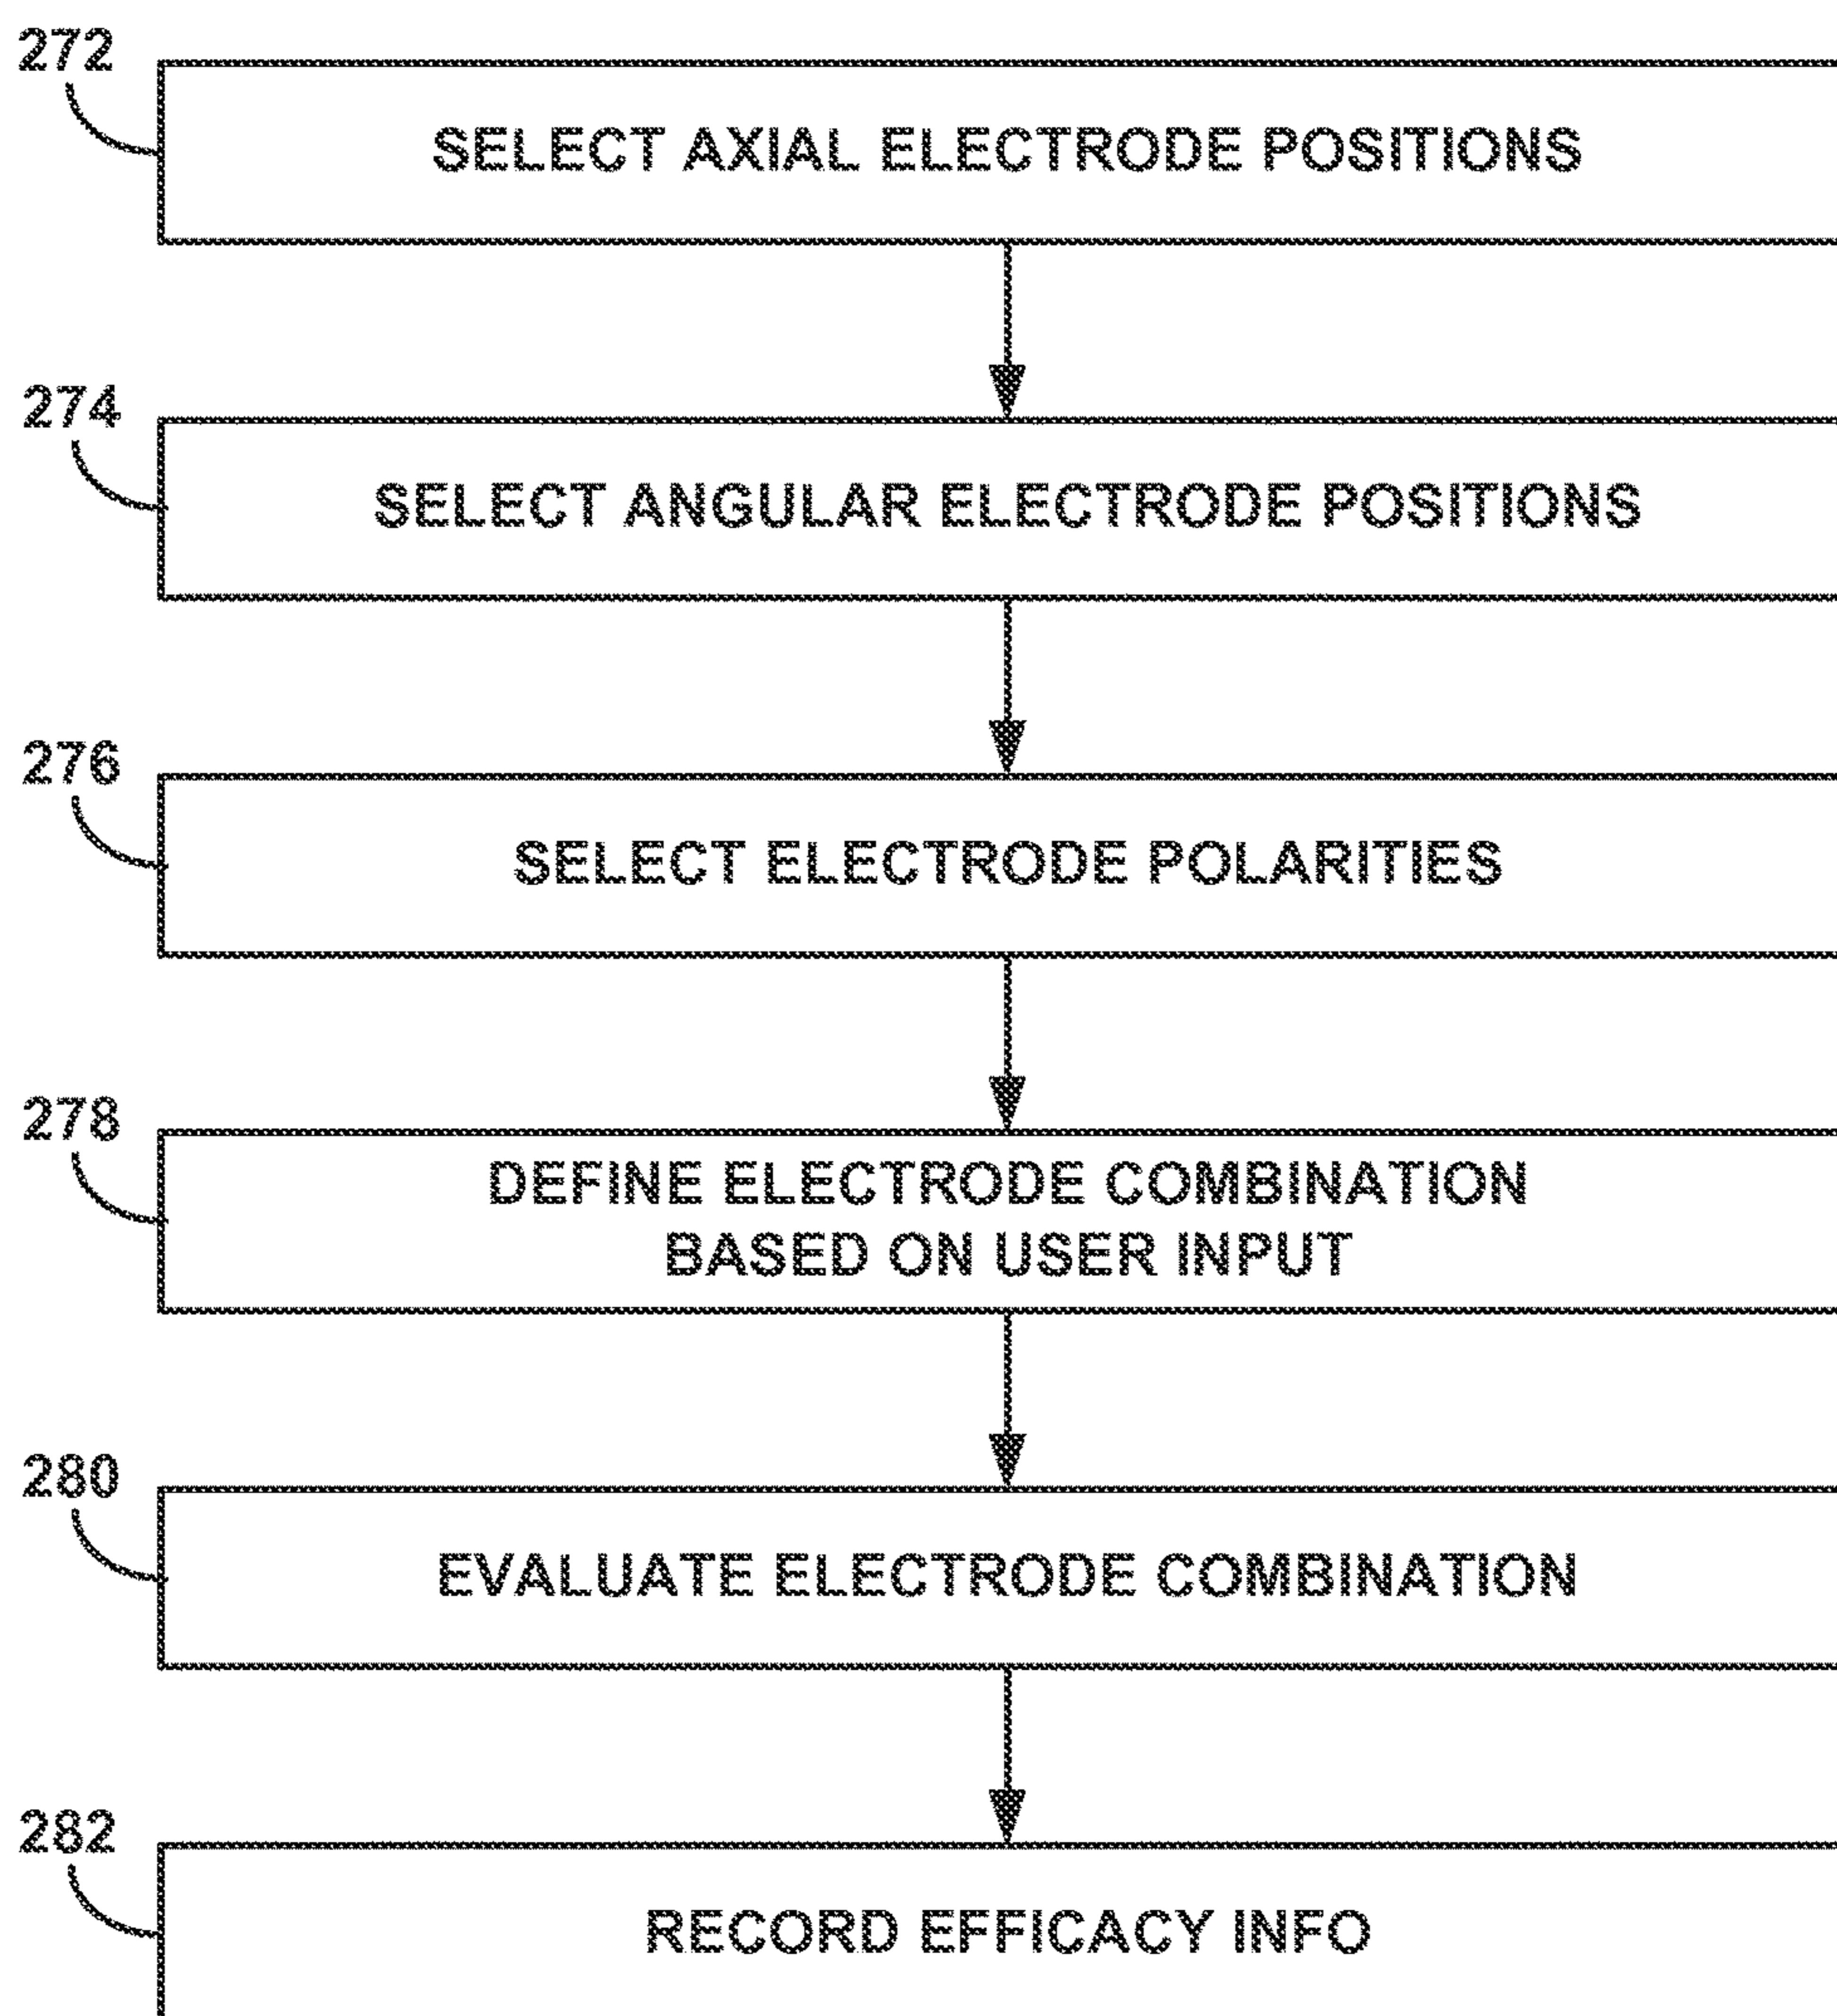 272
SELECT AXIAL ELECTRODE POSITIONS
274
SELECT ANGULAR ELECTRODE POSITIONS
276
SELECT ELECTRODE POLARITIES
278
DEFINE ELECTRODE COMBINATION
BASED ON USER INPUT
280
EVALUATE ELECTRODE COMBINATION
282
RECORD EFFICACY INFO